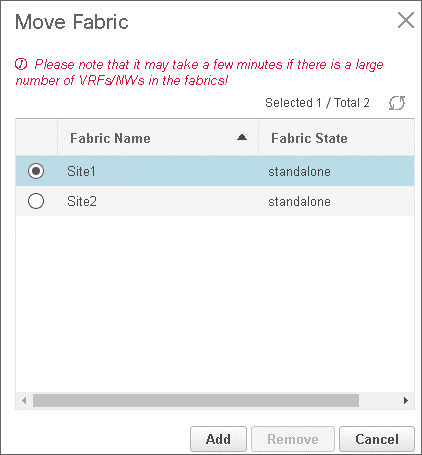 Move Fabric
Please note that it may take a few minutes if there is a large
number of VRFs/NWs in the fabrics!
Selected 1 / Total 2
Fabric Name Fabric State
Site1 standalone
Site2 standalone
Add Remove Cancel